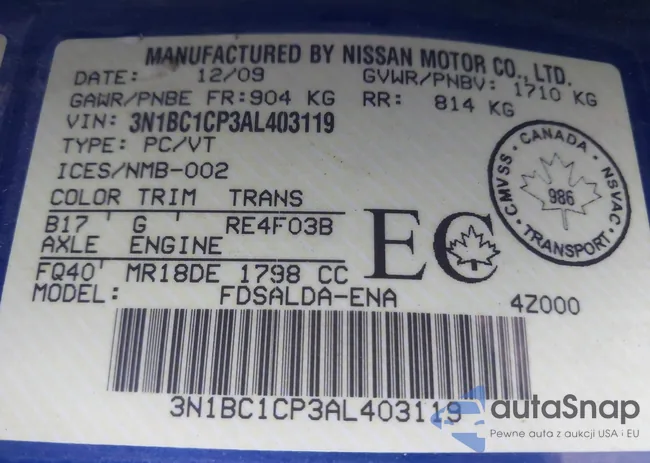 MANUFACTURED BY NISSAN MOTOR CO., LTD.
DATE: 12/09 GVWR/PNBV: 1710 KG
GAWR/PNBE FR: 904 KG RR: 814 KG
VIN: 3N1BC1CP3AL403119
TYPE: PC/VT
ICES/NMB-002
COLOR TRIM TRANS
B17 G RE4F03B
AXLE ENGINE
FQ40 MR18DE 1798 CC
MODEL: FDSALDA-ENA 4Z000
EC
CANADA
CMVSS · NSVAC
986
TRANSPORT
3N1BC1CP3AL403119
autaSnap
Pewne auta z aukcji USA i EU